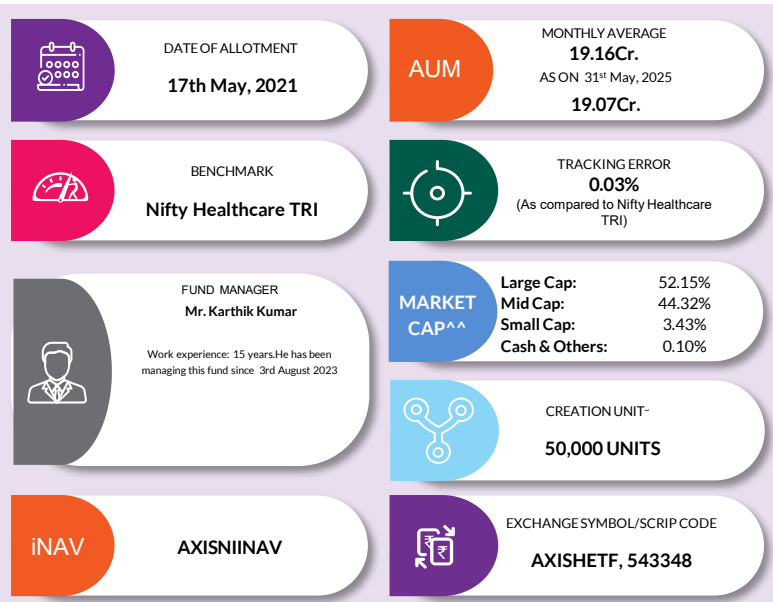 DATE OF ALLOTMENT
17th May, 2021
AUM
MONTHLY AVERAGE
19.16Cr.
AS ON 31st May, 2025
19.07Cr.
BENCHMARK
Nifty Healthcare TRI
TRACKING ERROR
0.03%
(As compared to Nifty Healthcare
TRI)
FUND MANAGER
Mr. Karthik Kumar
Work experience: 15 years.He has been
managing this fund since 3rd August 2023
MARKET
CAP^^
Large Cap: 52.15%
Mid Cap: 44.32%
Small Cap: 3.43%
Cash & Others: 0.10%
CREATION UNIT~
50,000 UNITS
iNAV
AXISNIINAV
₹
₹
EXCHANGE SYMBOL/SCRIP CODE
AXISHETF, 543348